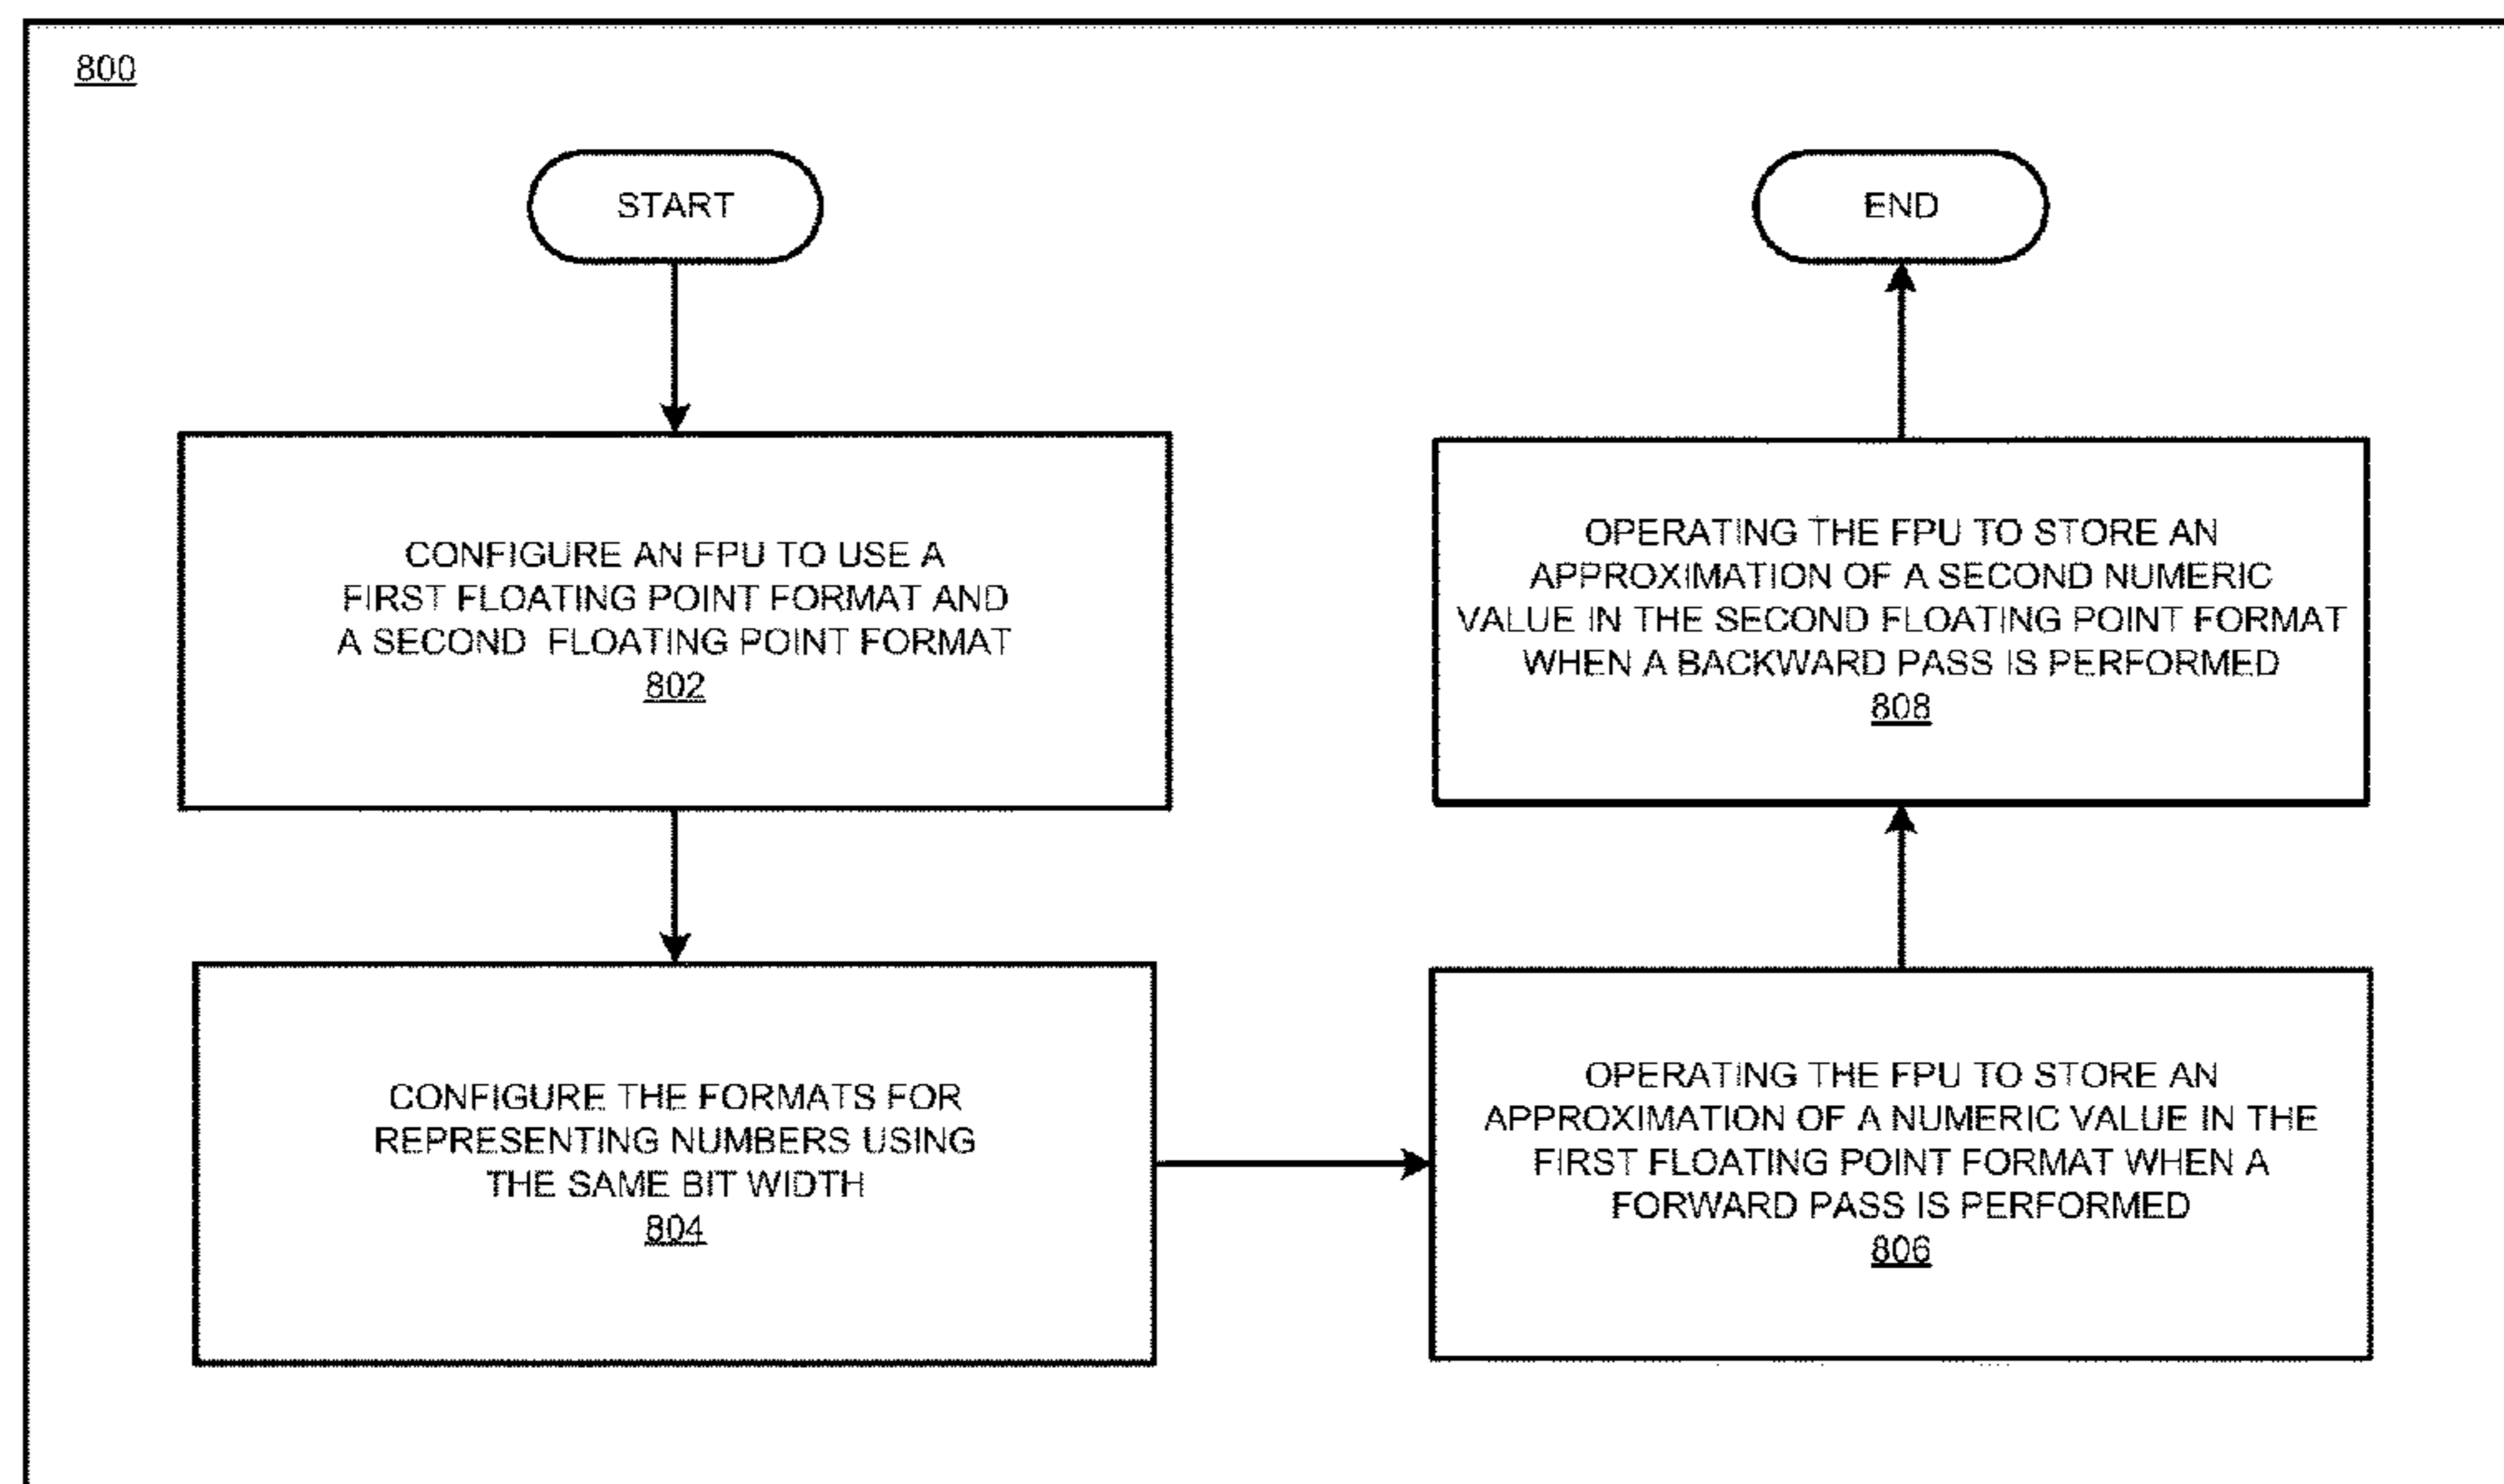 800
START
CONFIGURE AN FPU TO USE A
FIRST FLOATING POINT FORMAT AND
A SECOND FLOATING POINT FORMAT
802
CONFIGURE THE FORMATS FOR
REPRESENTING NUMBERS USING
THE SAME BIT WIDTH
804
OPERATING THE FPU TO STORE AN
APPROXIMATION OF A NUMERIC VALUE IN THE
FIRST FLOATING POINT FORMAT WHEN A
FORWARD PASS IS PERFORMED
806
OPERATING THE FPU TO STORE AN
APPROXIMATION OF A SECOND NUMERIC
VALUE IN THE SECOND FLOATING POINT FORMAT
WHEN A BACKWARD PASS IS PERFORMED
808
END